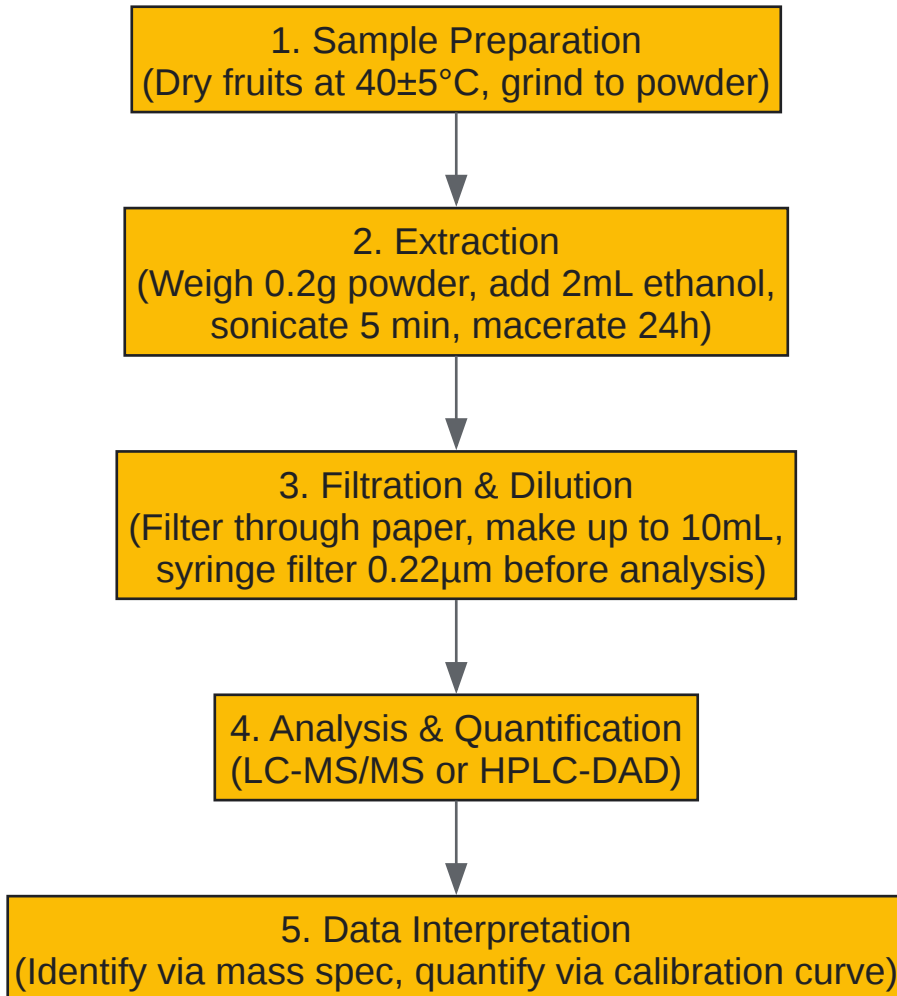 1. Sample Preparation
(Dry fruits at 40±5°C, grind to powder)
2. Extraction
(Weigh 0.2g powder, add 2mL ethanol,
sonicate 5 min, macerate 24h)
3. Filtration & Dilution
(Filter through paper, make up to 10mL,
syringe filter 0.22µm before analysis)
4. Analysis & Quantification
(LC-MS/MS or HPLC-DAD)
5. Data Interpretation
(Identify via mass spec, quantify via calibration curve)